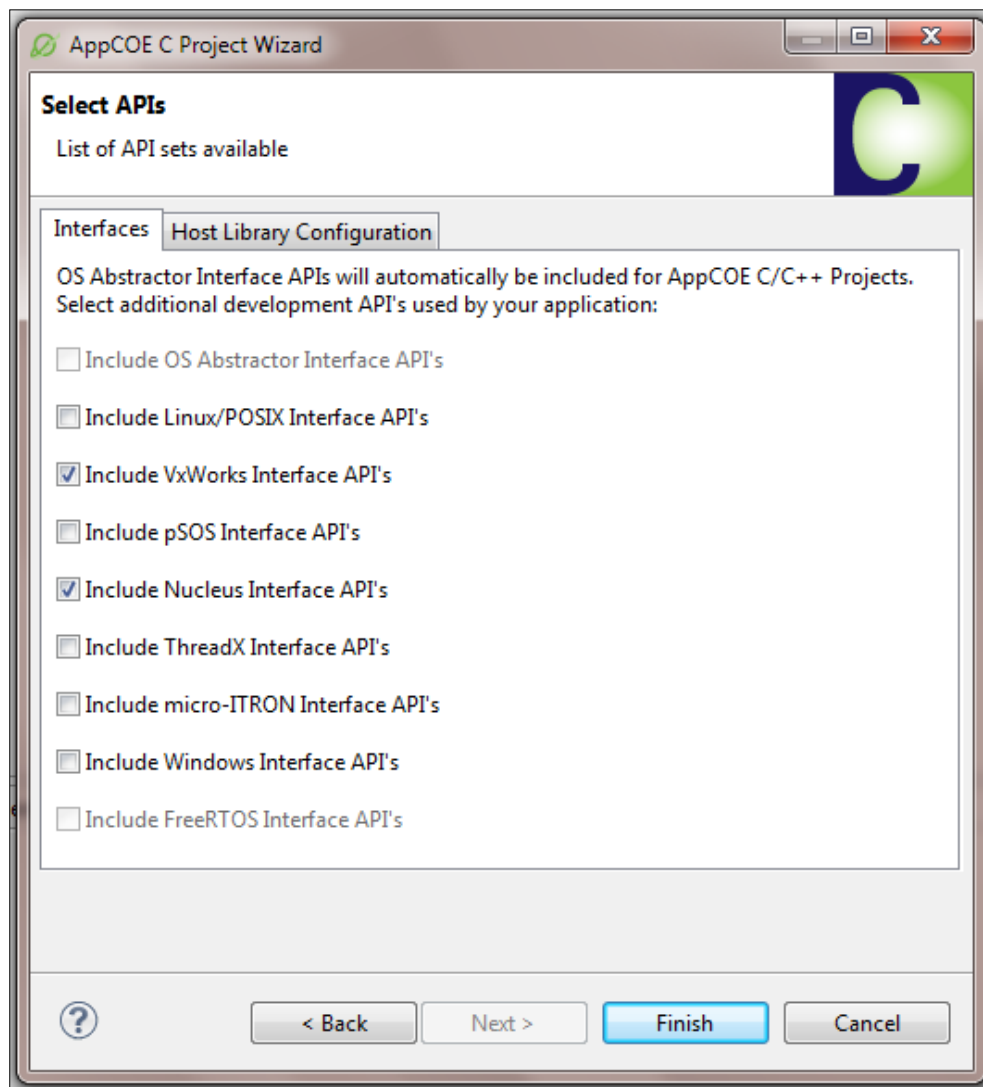 AppCOE C Project Wizard
Select APIs
List of API sets available
C
Interfaces
Host Library Configuration
OS Abstractor Interface APIs will automatically be included for AppCOE C/C++ Projects.
Select additional development API's used by your application:
Include OS Abstractor Interface API's
Include Linux/POSIX Interface API's
Include VxWorks Interface API's
Include pSOS Interface API's
Include Nucleus Interface API's
Include ThreadX Interface API's
Include micro-ITRON Interface API's
Include Windows Interface API's
Include FreeRTOS Interface API's
? < Back Next > Finish Cancel